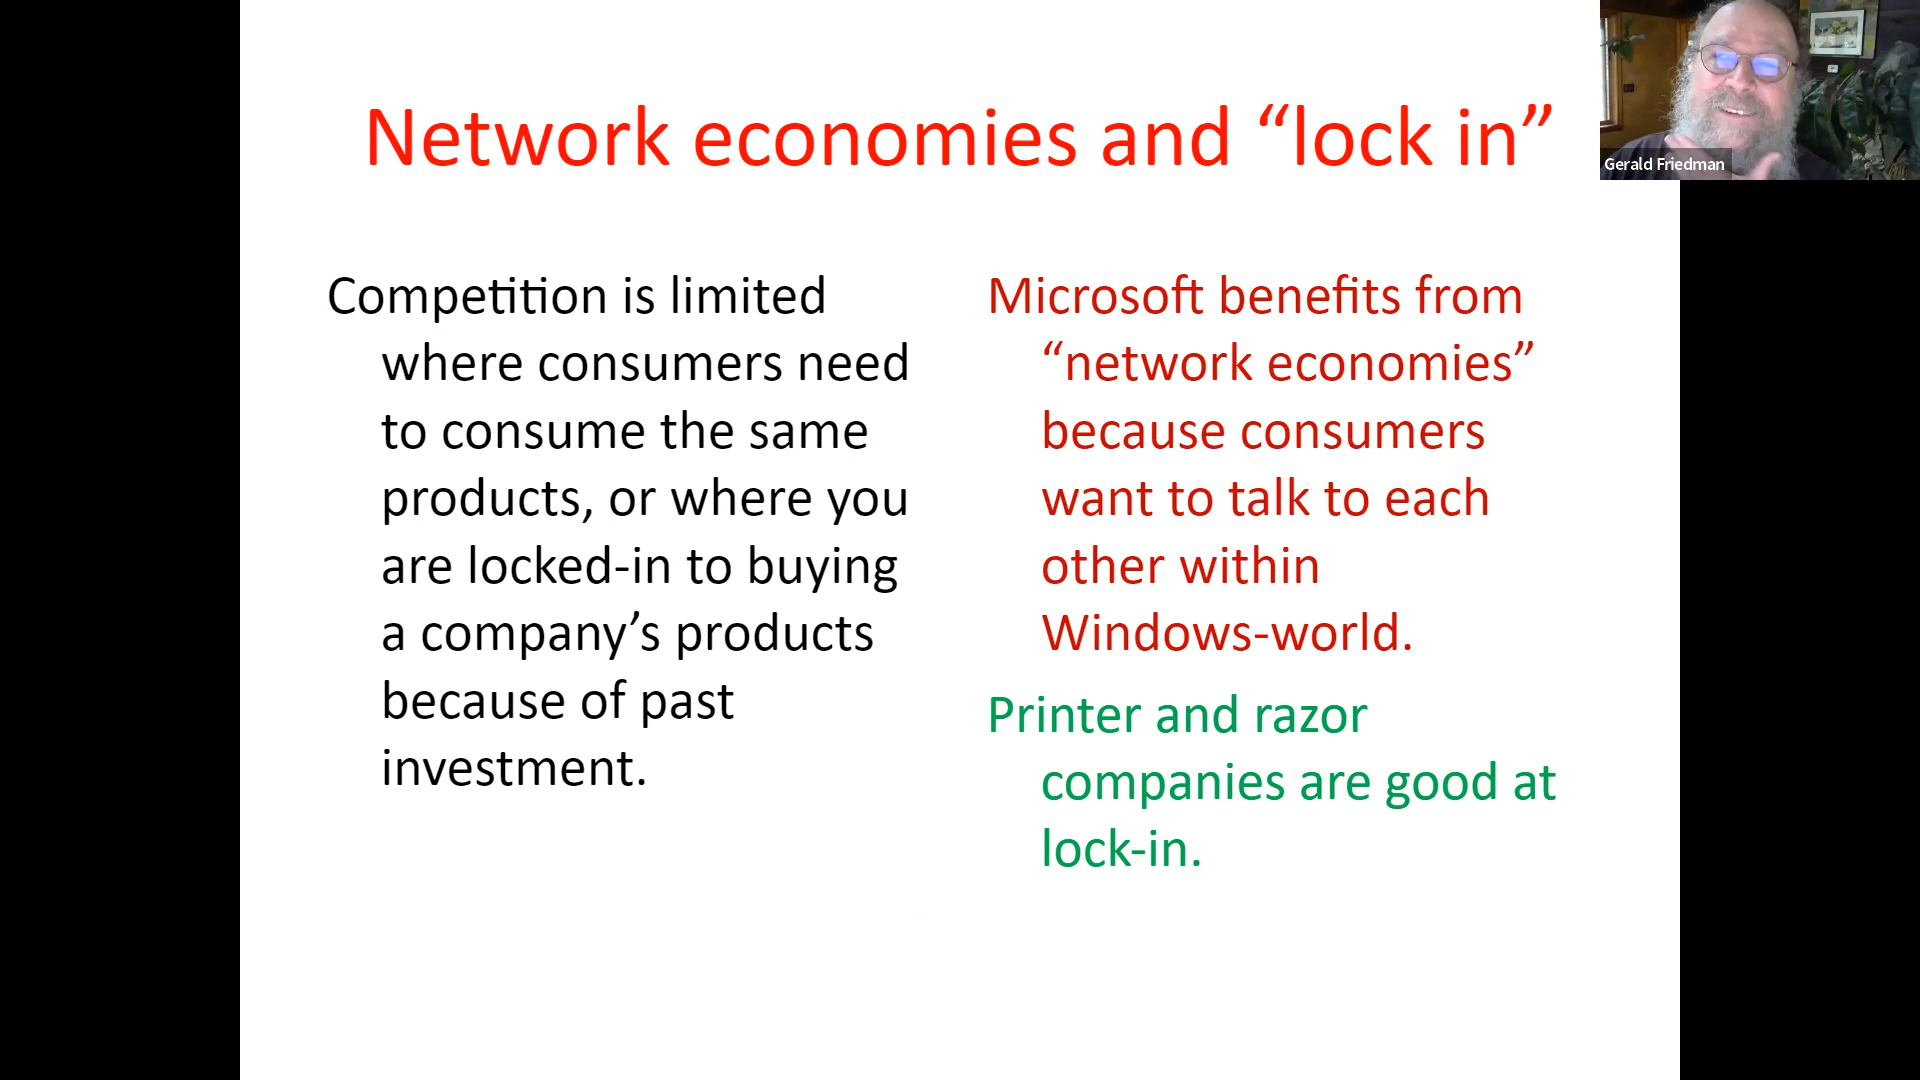 Network economies and “lock in”
Gerald Friedman
Competition is limited
where consumers need
to consume the same
products, or where you
are locked-in to buying
a company’s products
because of past
investment.
Microsoft benefits from
“network economies”
because consumers
want to talk to each
other within
Windows-world.
Printer and razor
companies are good at
lock-in.